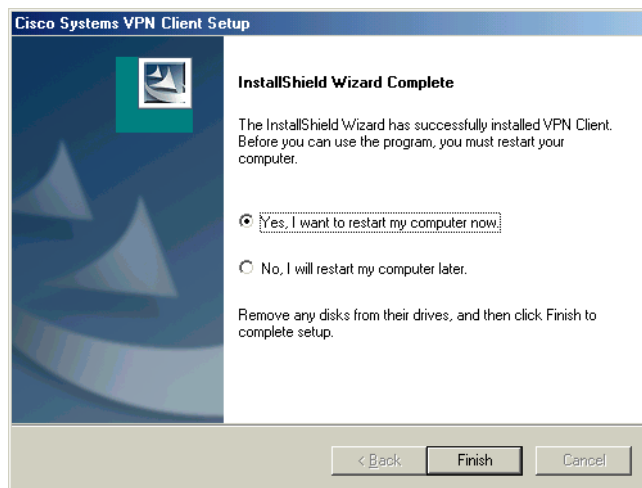 Cisco Systems VPN Client Setup
InstallShield Wizard Complete
The InstallShield Wizard has successfully installed VPN Client.
Before you can use the program, you must restart your
computer.
Yes, I want to restart my computer now.
No, I will restart my computer later.
Remove any disks from their drives, and then click Finish to
complete setup.
< Back
Finish
Cancel